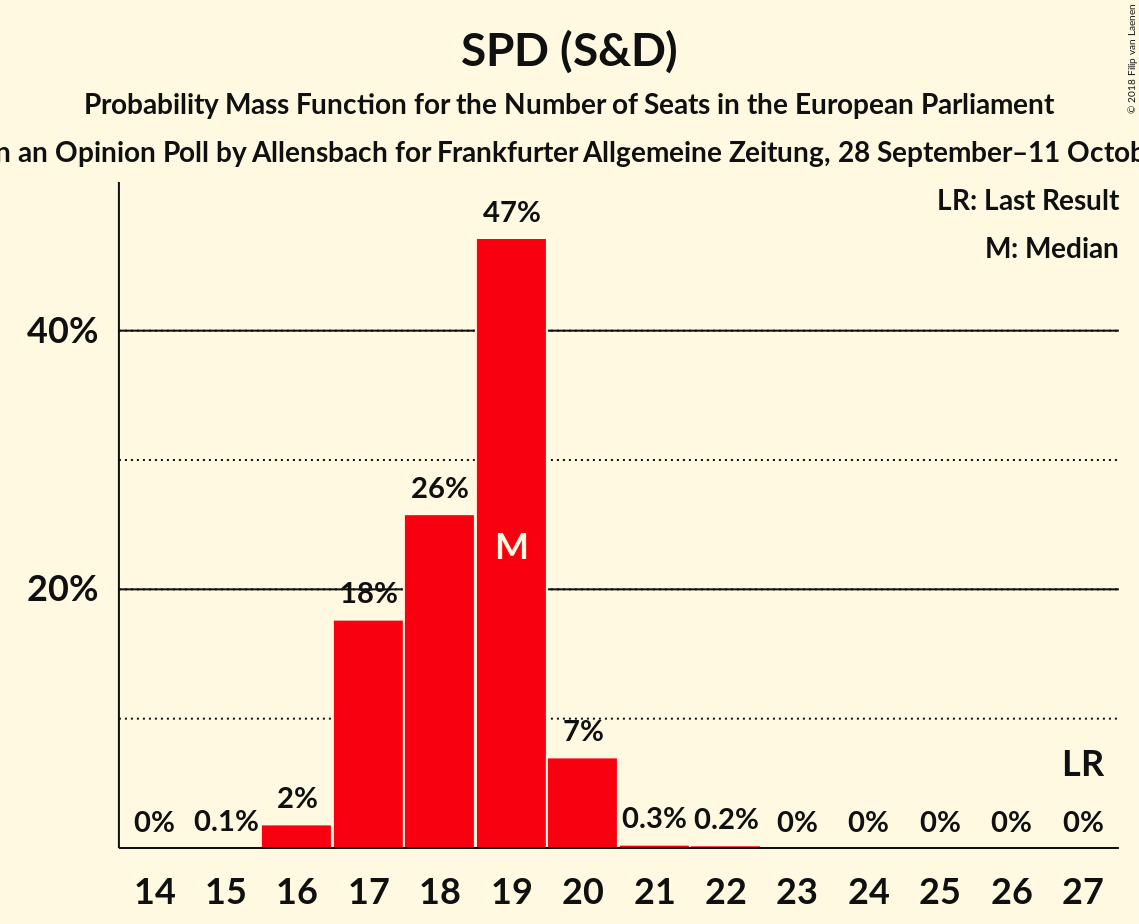 SPD (S&D)
Probability Mass Function for the Number of Seats in the European Parliament
n an Opinion Poll by Allensbach for Frankfurter Allgemeine Zeitung, 28 September–11 Octob
© 2018 Filip van Laenen
LR: Last Result
M: Median
47%
40%
26%
M
20%
18%
7%
LR
2%
0% 0.1% 0.3% 0.2% 0% 0% 0% 0% 0%
14 15 16 17 18 19 20 21 22 23 24 25 26 27